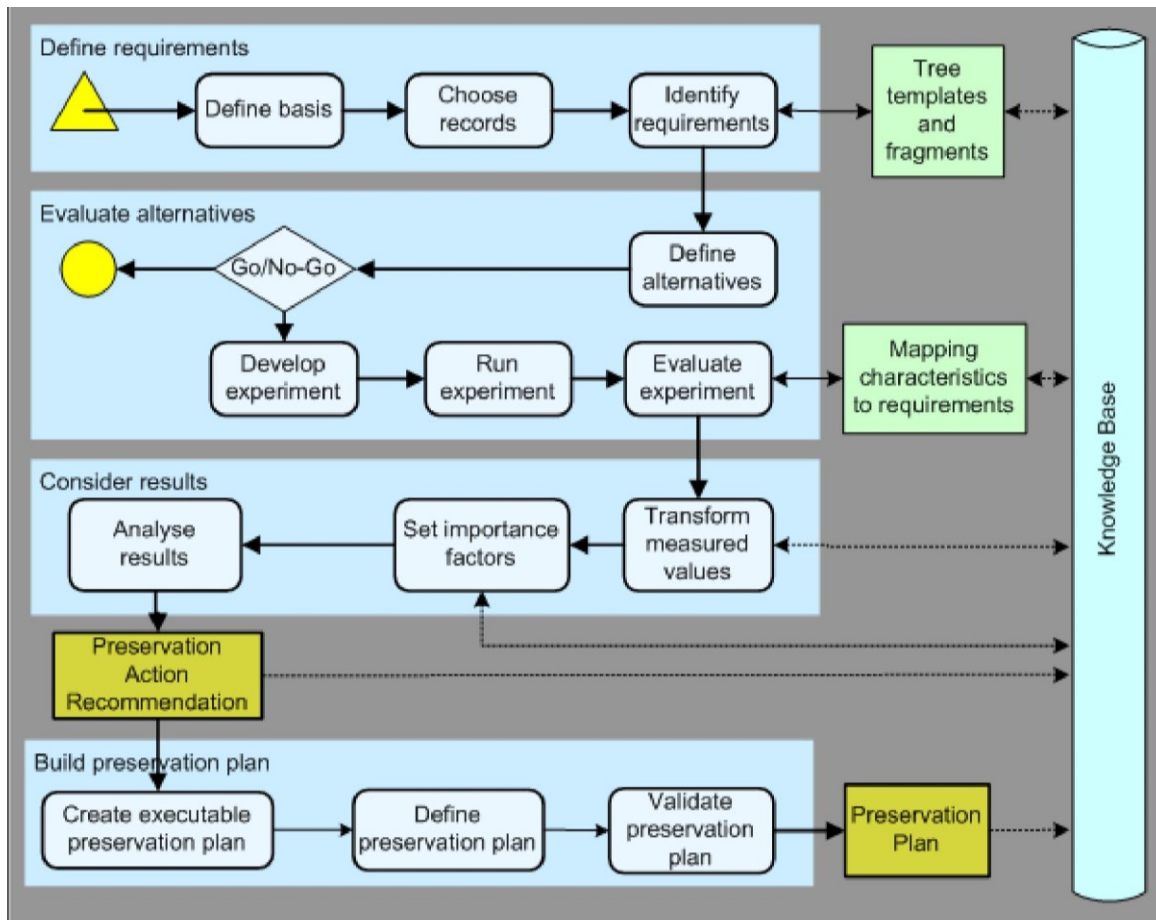 Define requirements
Define basis
Choose
records
Identify
requirements
Tree
templates
and
fragments
Evaluate alternatives
Go/No-Go
Define
alternatives
Develop
experiment
Run
experiment
Evaluate
experiment
Mapping
characteristics
to requirements
Knowledge Base
Consider results
Analyse
results
Set importance
factors
Transform
measured
values
Preservation
Action
Recommendation
Build preservation plan
Create executable
preservation plan
Define
preservation plan
Validate
preservation
plan
Preservation
Plan